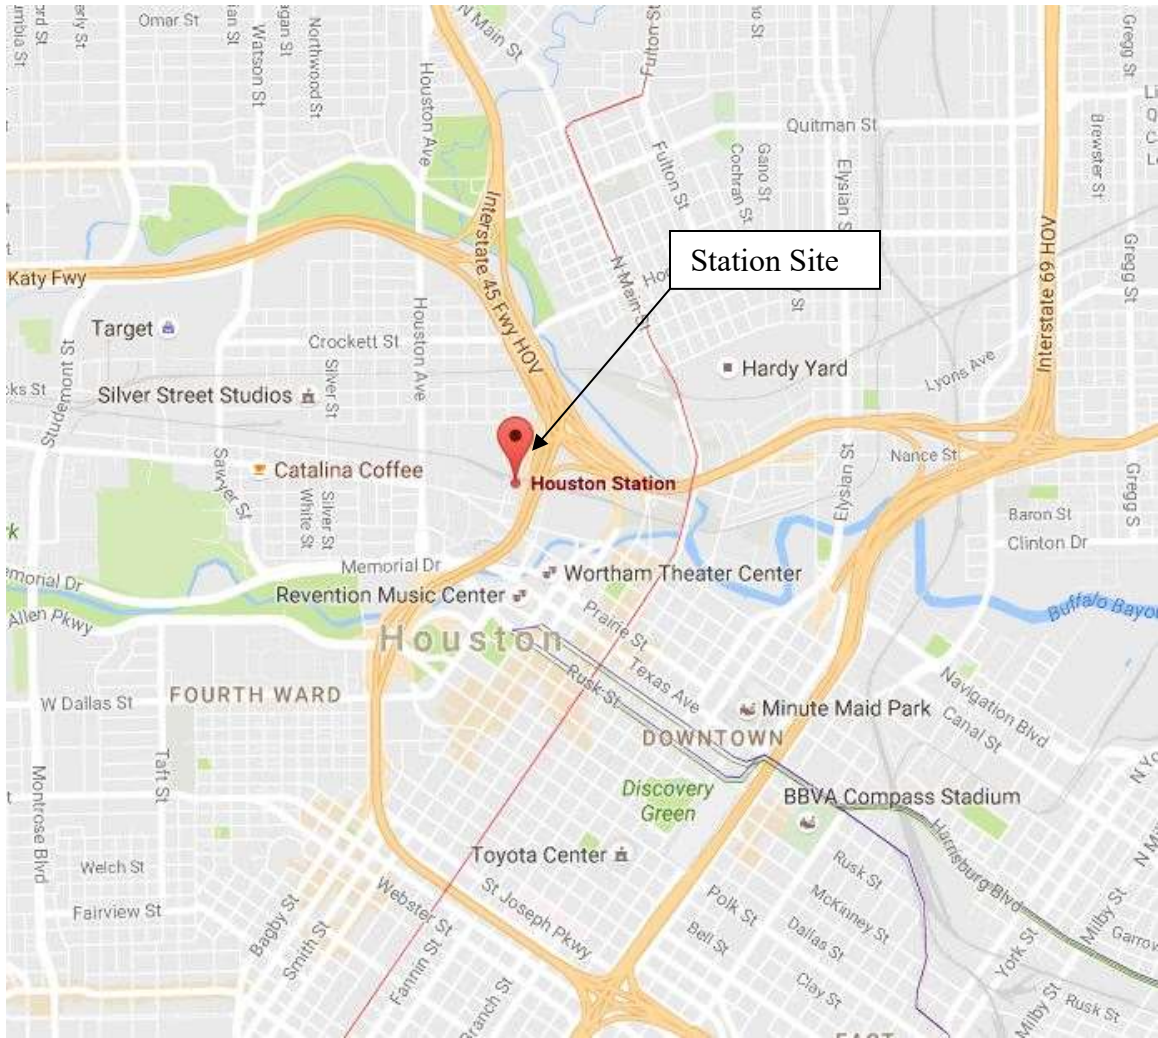 Omar St
N Main St
Fulton St
Gregg St
Watson St
Northwood St
Houston Ave
Quitman St
Brewster St
Fulton St
Gano St
Cochran St
Elysian S
Interstate 45 Fwy HOV
Interstate 69 HOV
Gregg St
Station Site
N Main St
Katy Fwy
Target
Crockett St
Houston Ave
Hardy Yard
Lyons Ave
Silver St
Silver Street Studios
Studemont St
Catalina Coffee
Sawyer St
Silver St
White St
Houston Station
Nance St
Elysian St
Gregg S
Baron St
Clinton Dr
Memorial Dr
emorial Dr
Wortham Theater Center
Revention Music Center
Allen Pkwy
Buffalo Bayou
Houston
Prairie St
Texas Ave
Rusk St
FOURTH WARD
W Dallas St
Minute Maid Park
Navigation Blvd
Canal St
DOWNTOWN
Taft St
Montrose Blvd
Discovery
Green
BBVA Compass Stadium
Harrisburg Blvd
Toyota Center
Welch St
Fairview St
Webster St
St Joseph Pkwy
Rusk St
McKinney St
Polk St
Dallas St
Bell St
Clay St
Bagby St
Smith St
Fannin St
Branch St
York St
Milby St
Garrow
Milby St
Rusk St
EAST